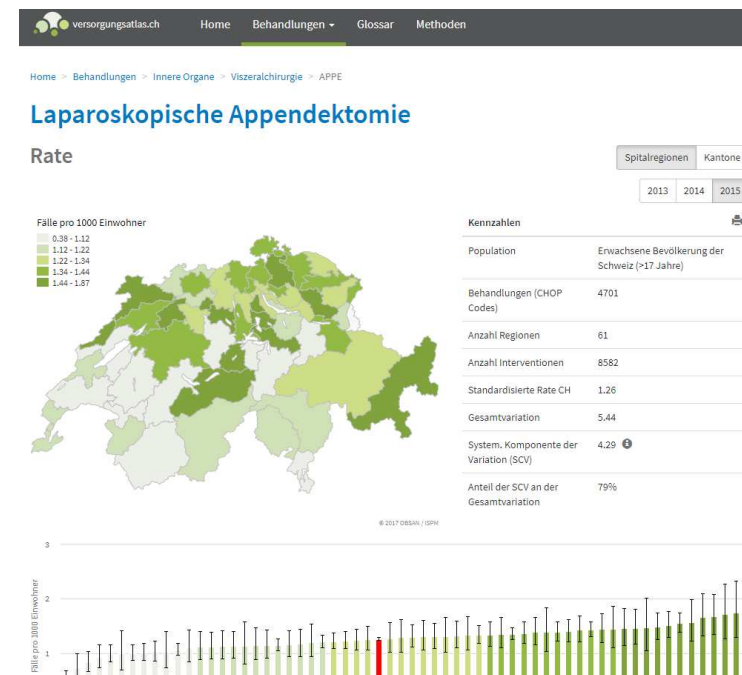 versorgungsatlas.ch Home Behandlungen Glossar Methoden
Home > Behandlungen > Innere Organe > Viszeralchirurgie > APPE
Laparoskopische Appendektomie
Rate
Spitalregionen Kantone
2013 2014 2015
Fälle pro 1000 Einwohner
0.38 - 1.12
1.12 - 1.22
1.22 - 1.34
1.34 - 1.44
1.44 - 1.87
© 2017 OBSAN / ISPM
Kennzahlen
Population Erwachsene Bevölkerung der
Schweiz (>17 Jahre)
Behandlungen (CHOP 4701
Codes)
Anzahl Regionen 61
Anzahl Interventionen 8582
Standardisierte Rate CH 1.26
Gesamtvariation 5.44
System. Komponente der 4.29
Variation (SCV)
Anteil der SCV an der 79%
Gesamtvariation
3
2
1
Fälle pro 1000 Einwohner